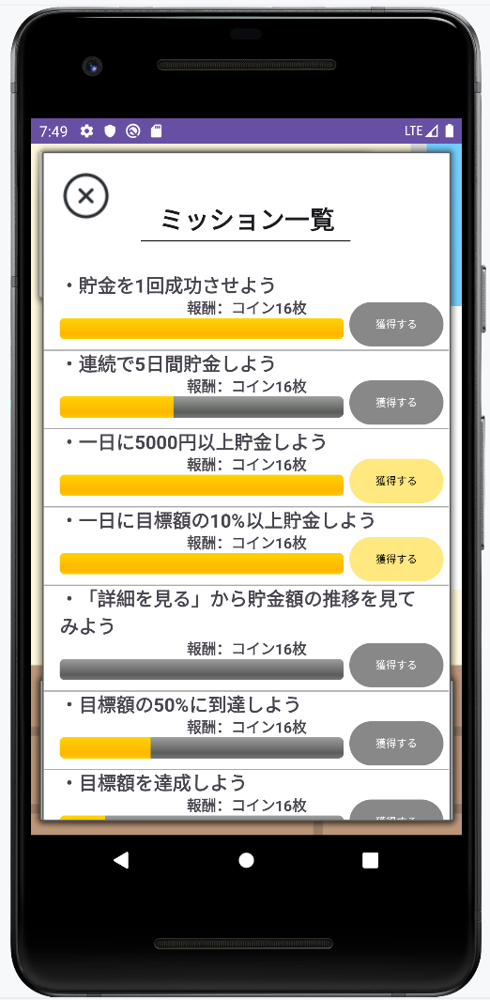 7:49 LTE
ミッション一覧
・貯金を1回成功させよう
報酬：コイン16枚
獲得する
・連続で5日間貯金しよう
報酬：コイン16枚
獲得する
・一日に5000円以上貯金しよう
報酬：コイン16枚
獲得する
・一日に目標額の10%以上貯金しよう
報酬：コイン16枚
獲得する
・「詳細を見る」から貯金額の推移を見て
みよう
報酬：コイン16枚
獲得する
・目標額の50%に到達しよう
報酬：コイン16枚
獲得する
・目標額を達成しよう
報酬：コイン16枚